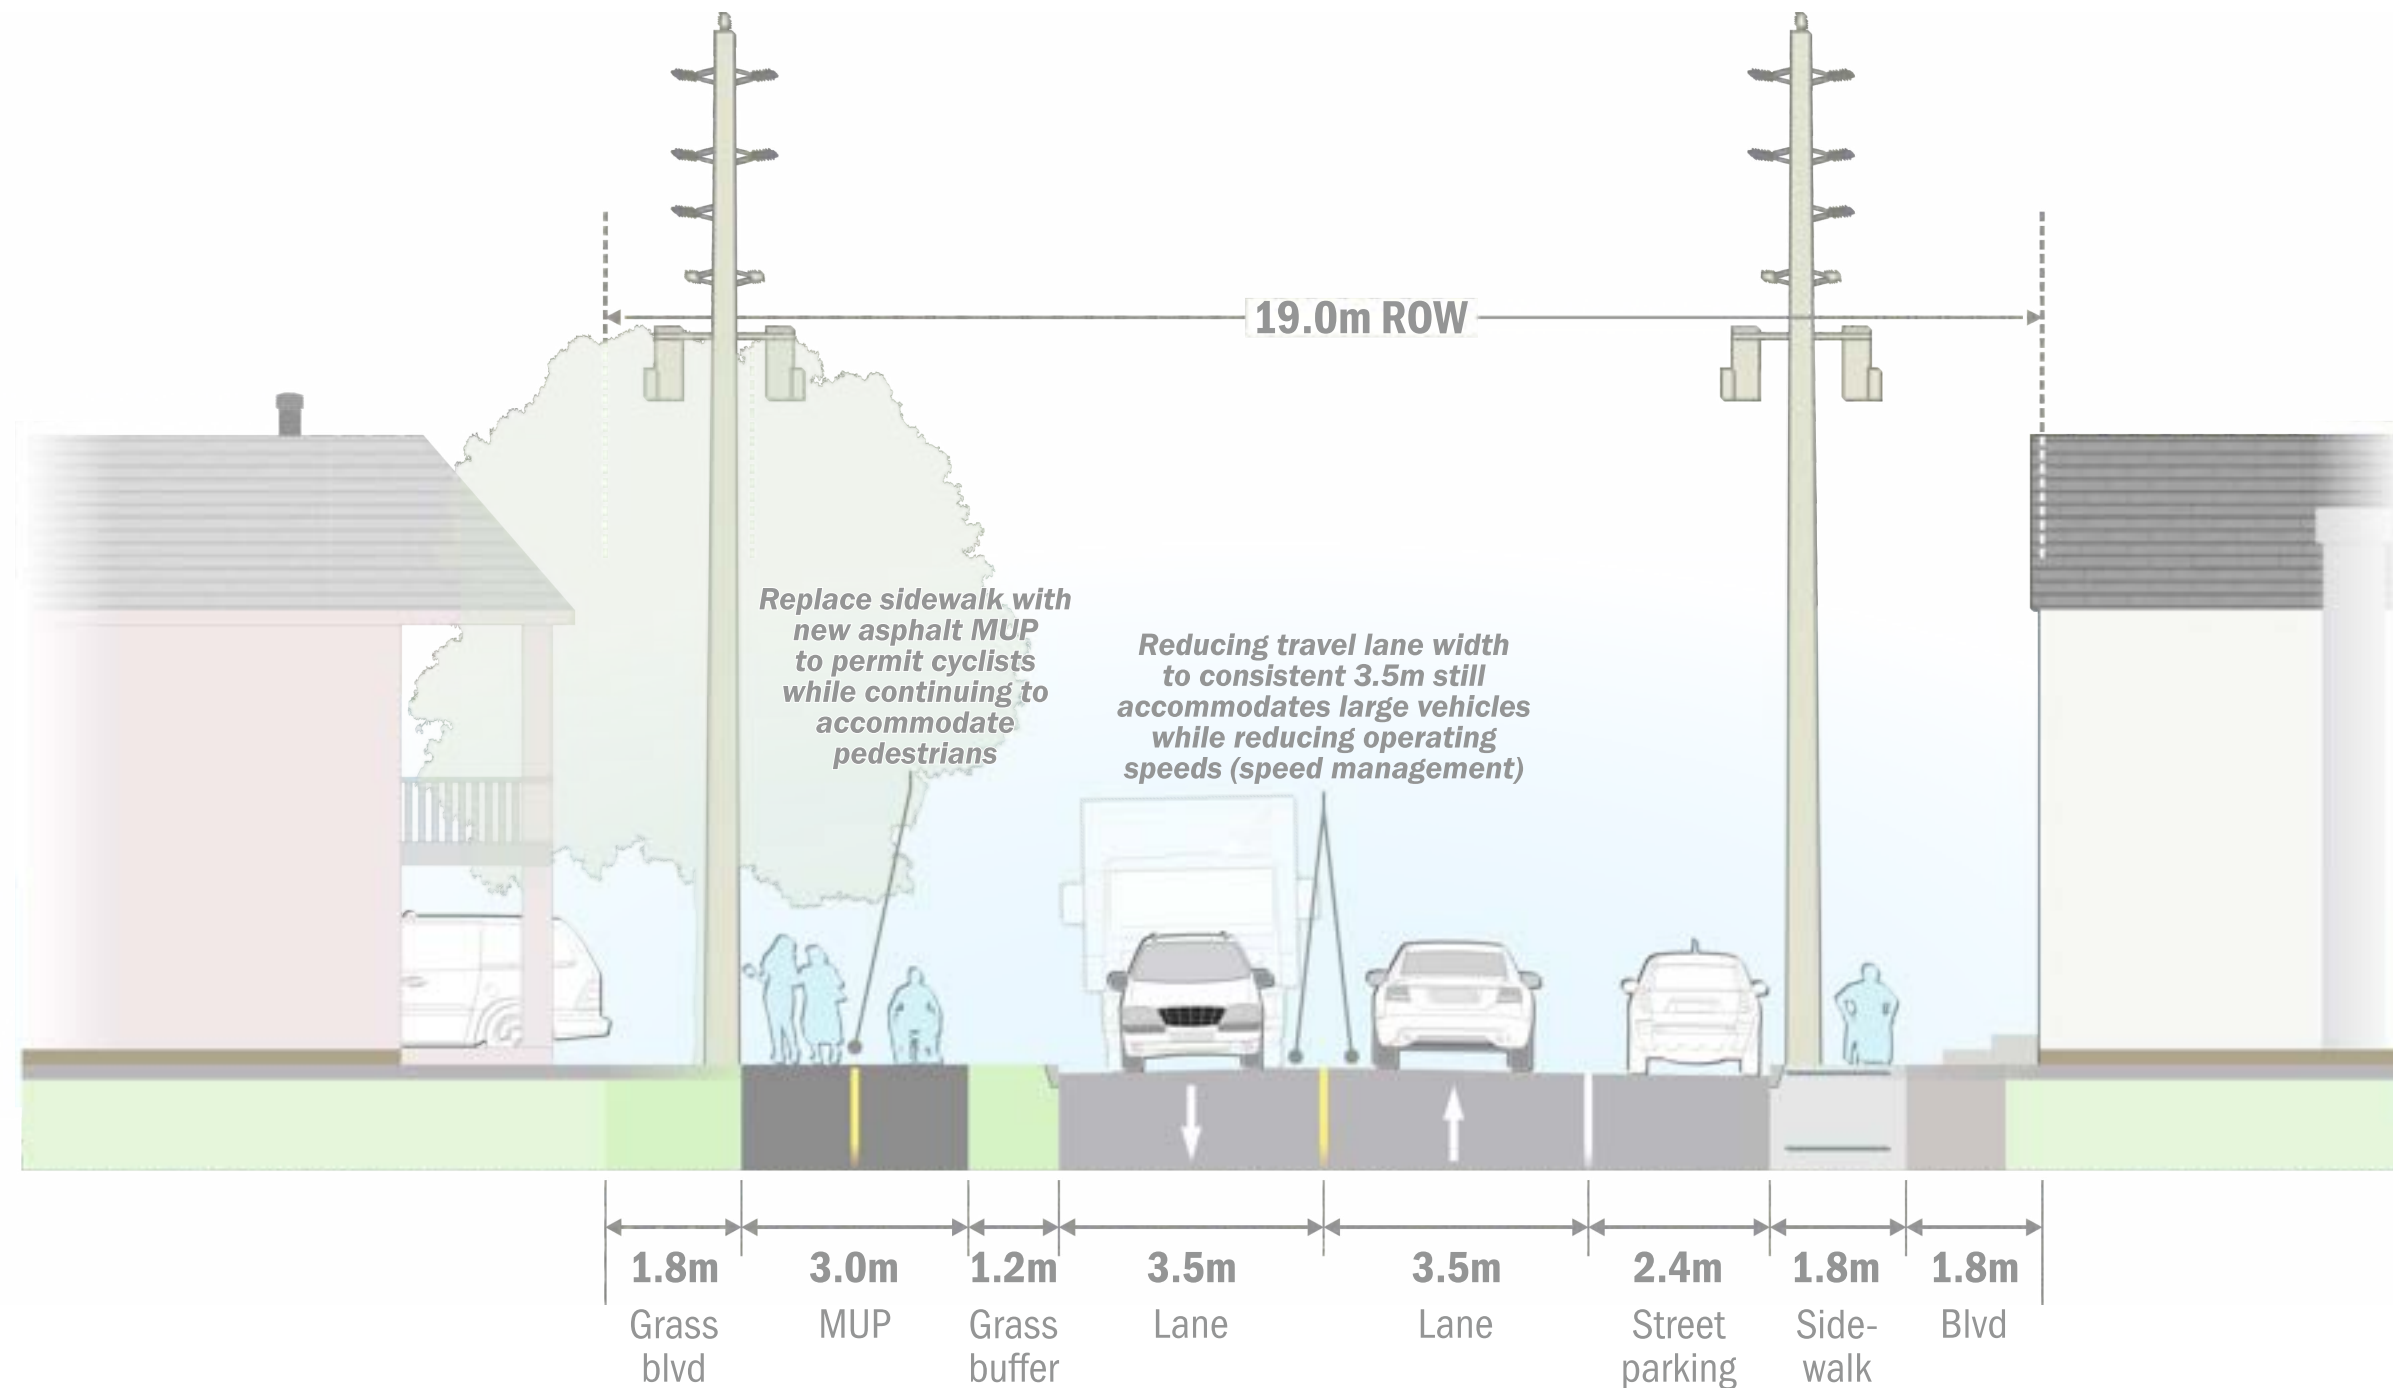 19.0m ROW
Replace sidewalk with
new asphalt MUP
to permit cyclists
while continuing to
accommodate
pedestrians
Reducing travel lane width
to consistent 3.5m still
accommodates large vehicles
while reducing operating
speeds (speed management)
1.8m
Grass
blvd
3.0m
MUP
1.2m
Grass
buffer
3.5m
Lane
3.5m
Lane
2.4m
Street
parking
1.8m
Side-
walk
1.8m
Blvd